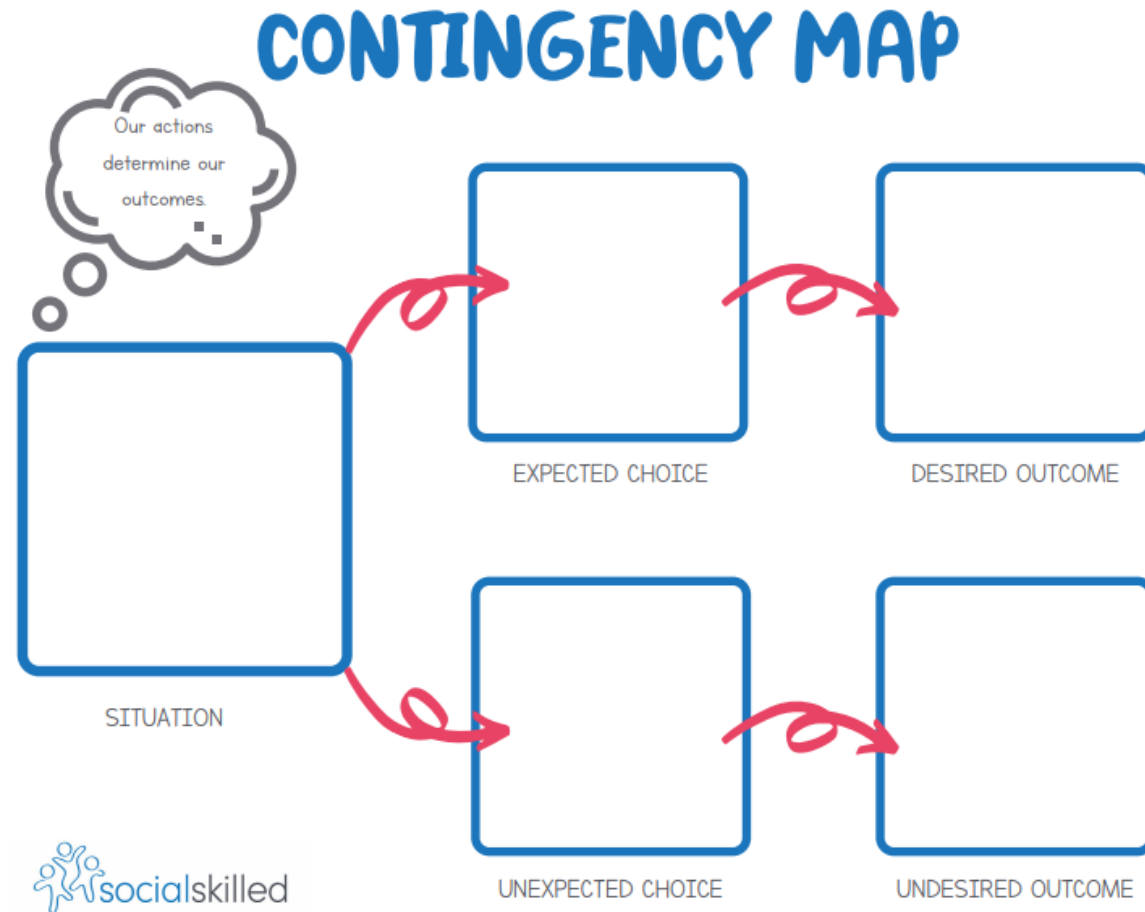 CONTINGENCY MAP
Our actions
determine our
outcomes.
EXPECTED CHOICE
DESIRED OUTCOME
SITUATION
UNEXPECTED CHOICE
UNDESIRED OUTCOME
socialskilled